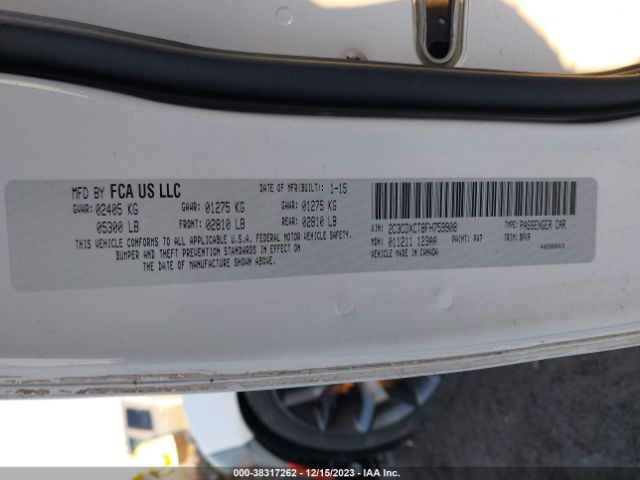 MFD BY FCA US LLC
DATE OF MFR(BUILT): 1-15
GVWR: 02405 KG GAWR: 01275 KG GAWR: 01275 KG
05300 LB FRONT: 02810 LB REAR: 02810 LB
THIS VEHICLE CONFORMS TO ALL APPLICABLE U.S.A. FEDERAL MOTOR VEHICLE SAFETY,
BUMPER AND THEFT PREVENTION STANDARDS IN EFFECT ON
THE DATE OF MANUFACTURE SHOWN ABOVE.
VIN: 2C3CDXCT8FH759908 TYPE: PASSENGER CAR
MDH: 011211 123AA PAINT: PW7 TRIM:
VEHICLE MADE IN CANADA
000-38317262 - 12/15/2023 - IAA Inc.